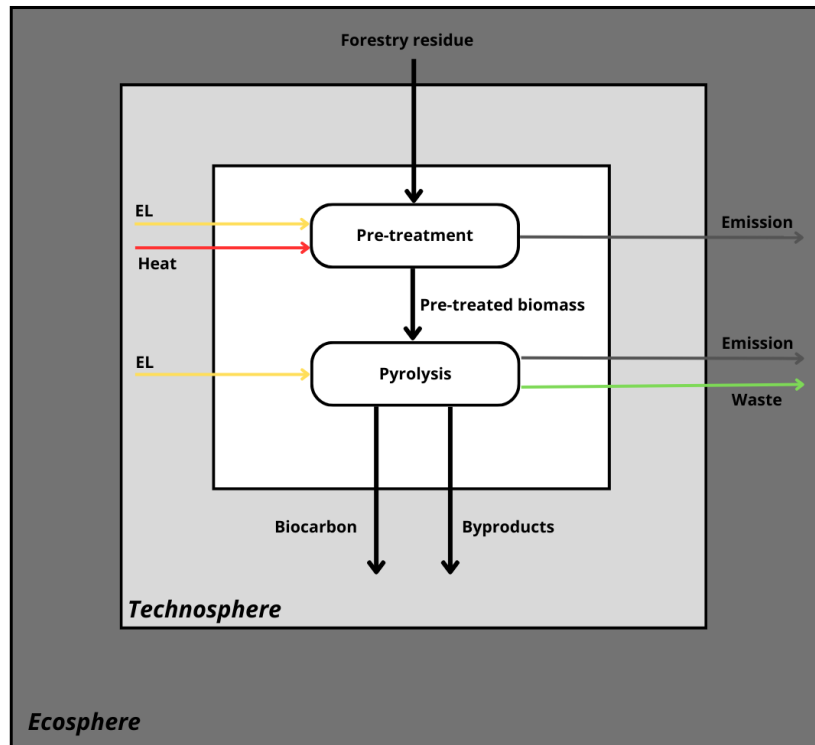 Forestry residue
EL
Emission
Pre-treatment
Heat
Pre-treated biomass
Emission
EL
Pyrolysis
Waste
Biocarbon
Byproducts
Technosphere
Ecosphere